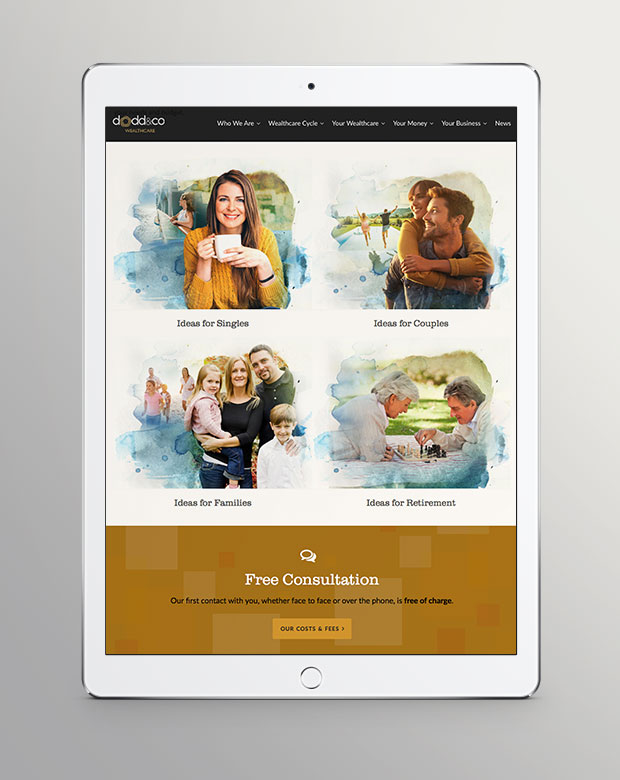 dodd&co
WEALTHCARE
Who We Are Wealthcare Cycle Your Wealthcare Your Money Your Business News
Ideas for Singles Ideas for Couples
Ideas for Families Ideas for Retirement
Free Consultation
Our first contact with you, whether face to face or over the phone, is free of charge.
OUR COSTS & FEES >